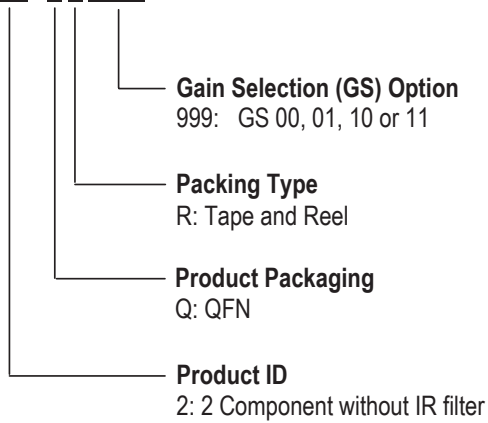 Gain Selection (GS) Option
999: GS 00, 01, 10 or 11
Packing Type
R: Tape and Reel
Product Packaging
Q: QFN
Product ID
2: 2 Component without IR filter